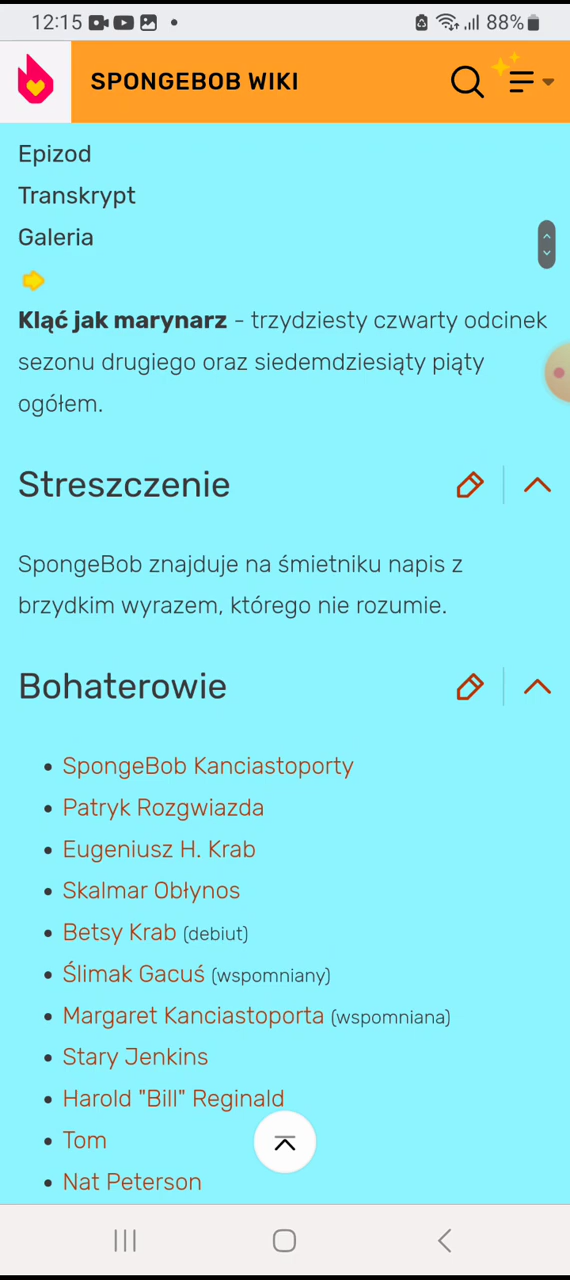 12:15
88%
SPONGEBOB WIKI
Epizod
Transkrypt
Galeria
Kląć jak marynarz - trzydziesty czwarty odcinek
sezonu drugiego oraz siedemdziesiąty piąty
ogółem.
Streszczenie
SpongeBob znajduje na śmietniku napis z
brzydkim wyrazem, którego nie rozumie.
Bohaterowie
• SpongeBob Kanciastoporty
• Patryk Rozgwiazda
• Eugeniusz H. Krab
• Skalmar Obłynos
• Betsy Krab (debiut)
• Ślimak Gacuś (wspomniany)
• Margaret Kanciastoporta (wspomniana)
• Stary Jenkins
• Harold "Bill" Reginald
• Tom
• Nat Peterson